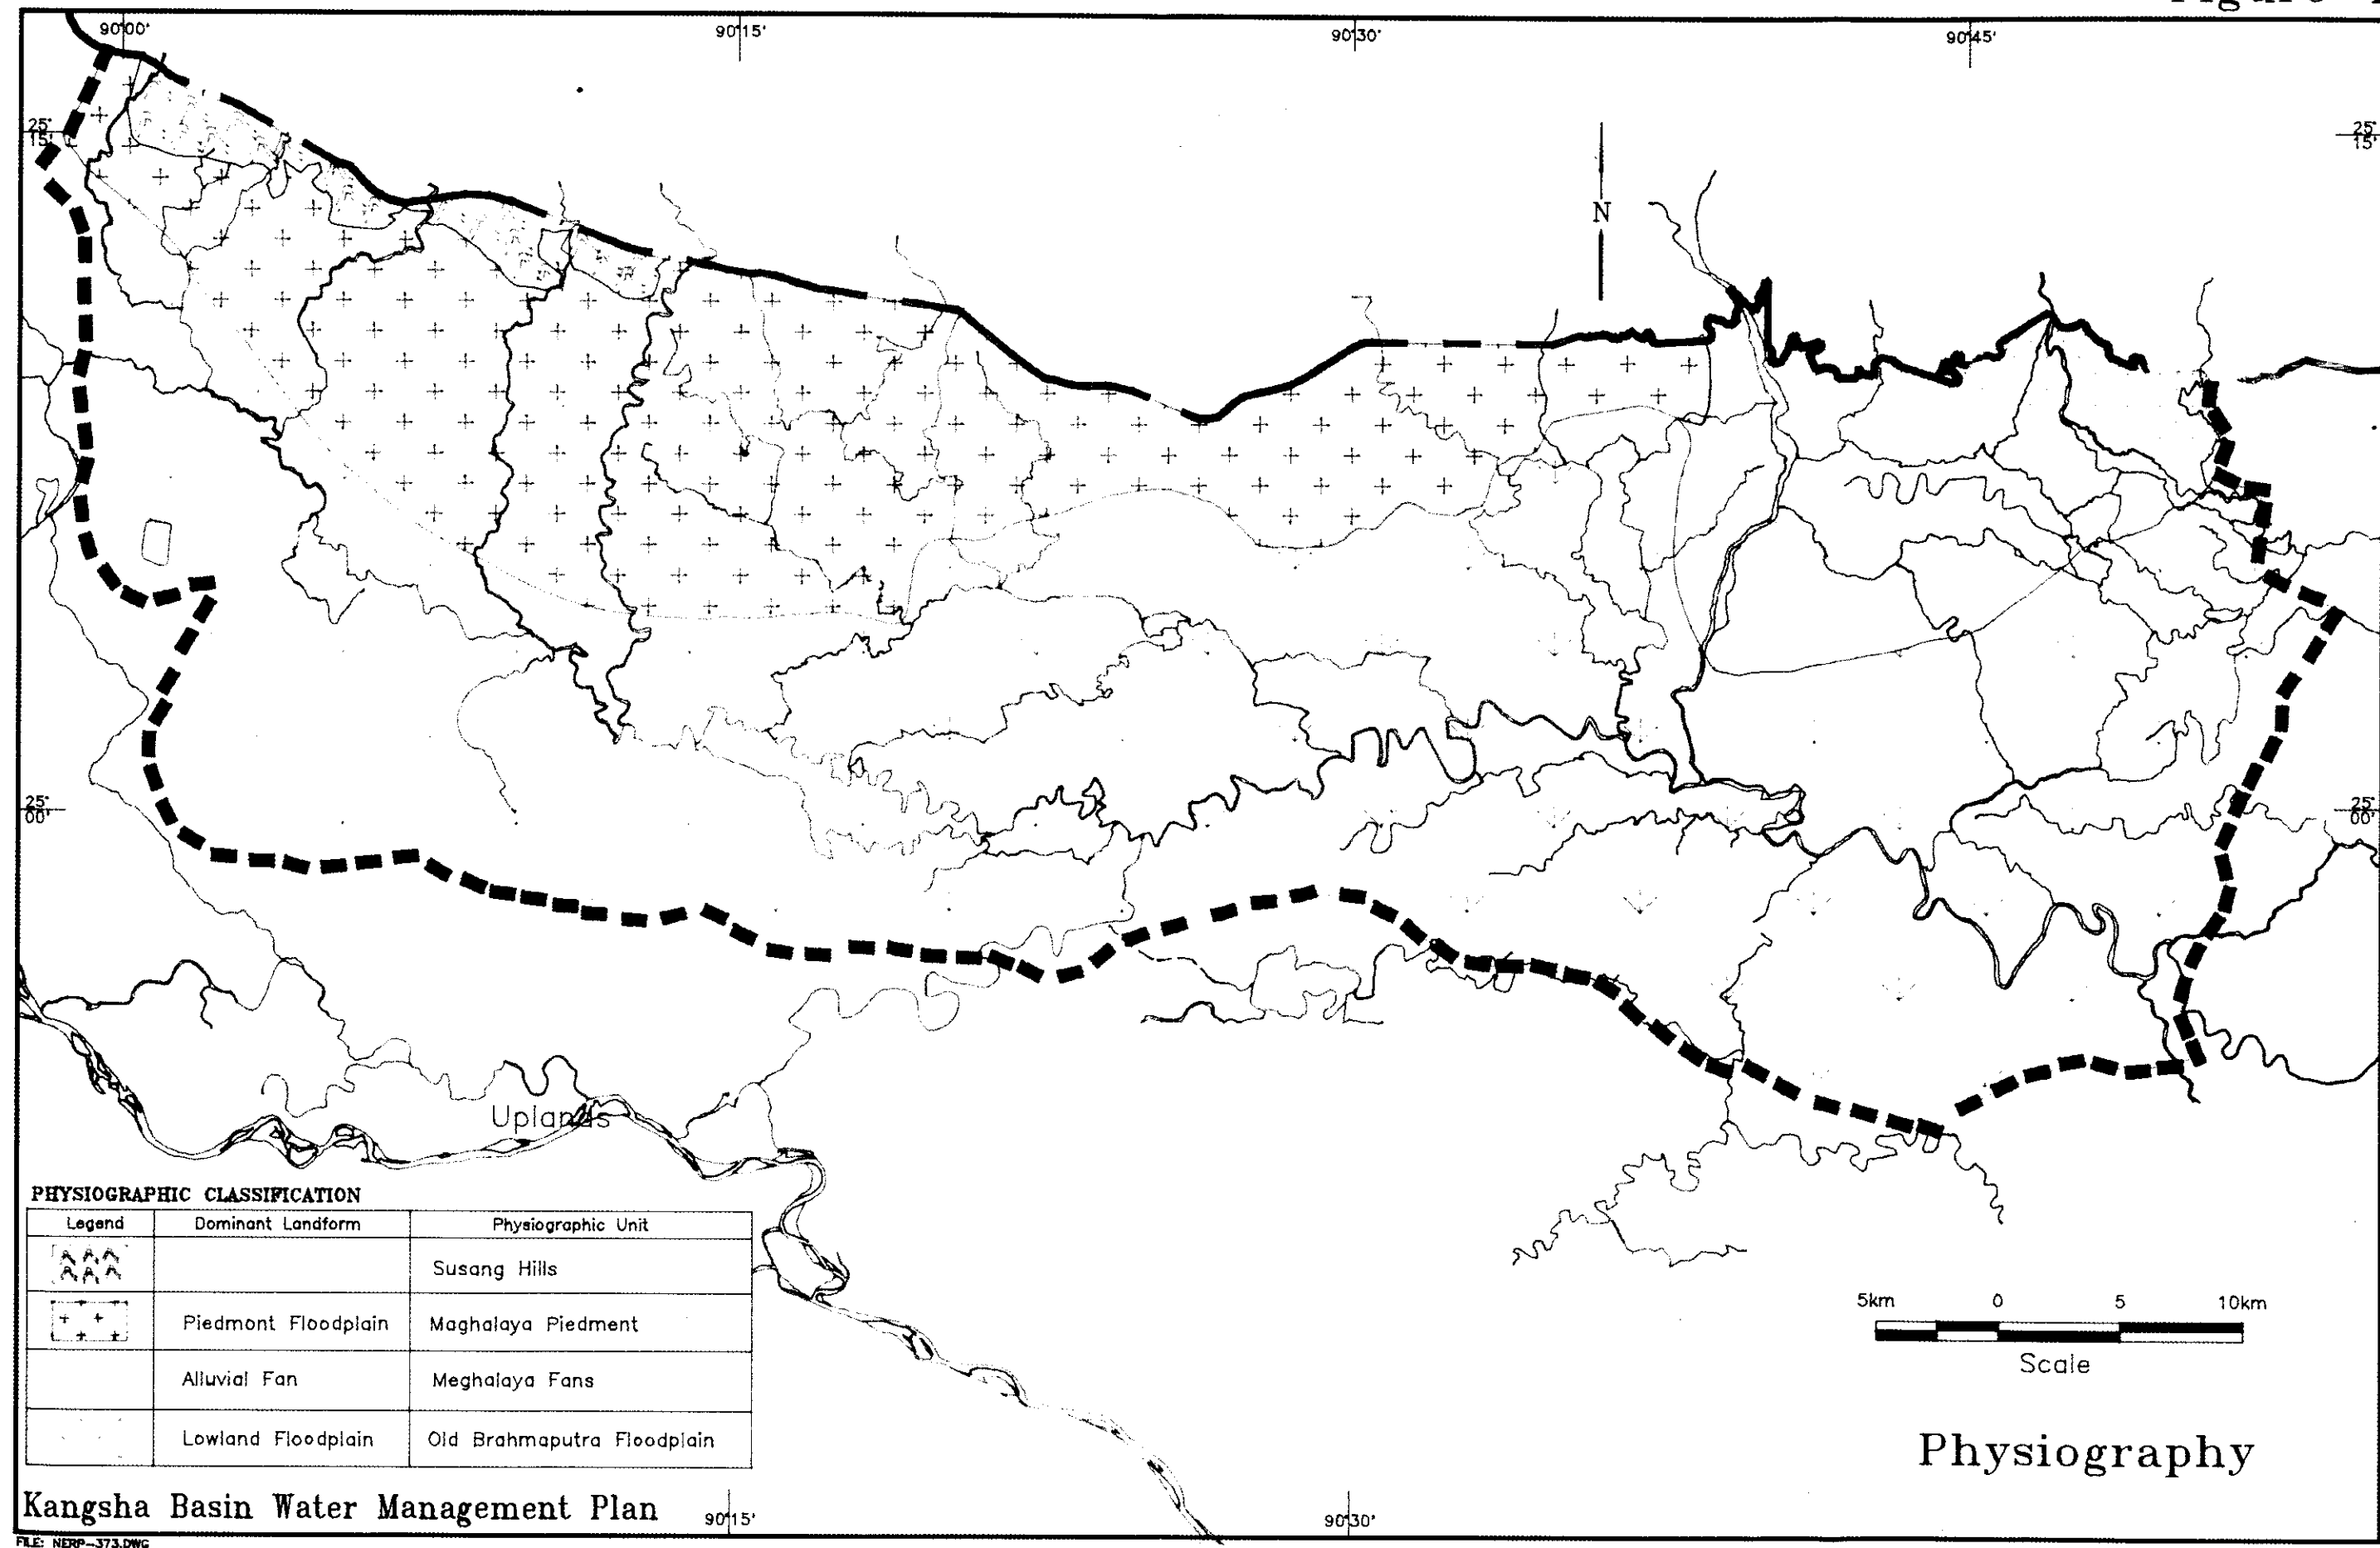 Figure
90°00'
90°15'
90°30'
90°45'
25°
15'
25°
15'
N
25°
00'
25°
00'
Uplands
PHYSIOGRAPHIC CLASSIFICATION
Legend Dominant Landform Physiographic Unit
Susang Hills
Piedmont Floodplain Maghalaya Piedment
Alluvial Fan Meghalaya Fans
Lowland Floodplain Old Brahmaputra Floodplain
5km 0 5 10km
Scale
Physiography
Kangsha Basin Water Management Plan
90°15'
90°30'
FILE: NERP-373.DWG